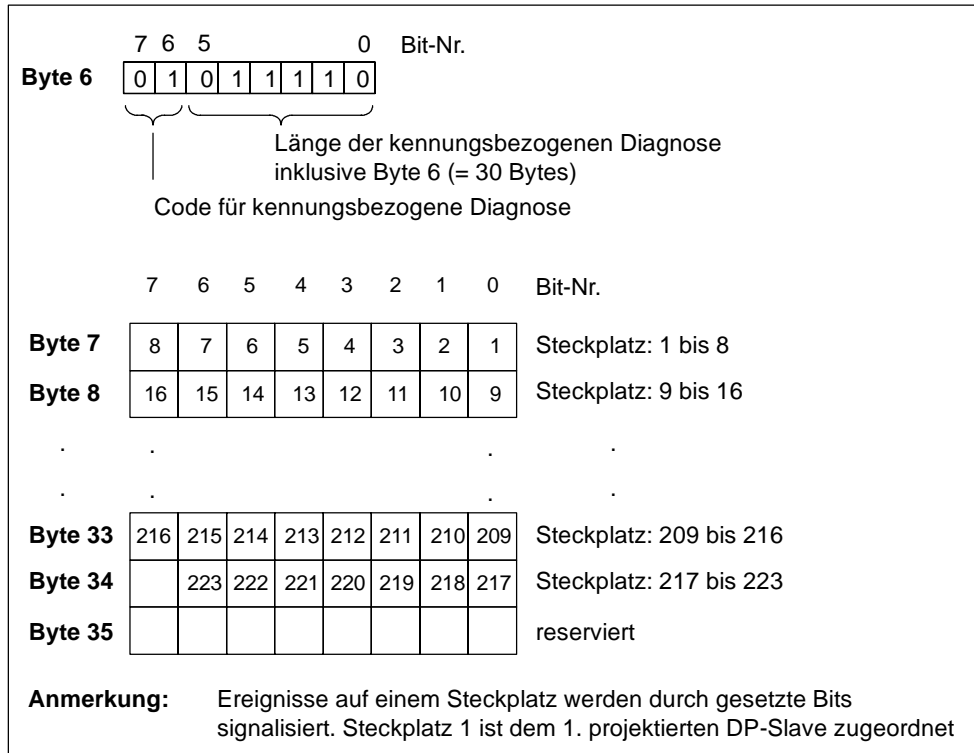 7 6 5 0 Bit-Nr.
Byte 6 0 1 0 1 1 1 1 0
Länge der kennungsbezogenen Diagnose
inklusive Byte 6 (= 30 Bytes)
Code für kennungsbezogene Diagnose
7 6 5 4 3 2 1 0 Bit-Nr.
Byte 7 8 7 6 5 4 3 2 1 Steckplatz: 1 bis 8
Byte 8 16 15 14 13 12 11 10 9 Steckplatz: 9 bis 16
. . . .
. . . .
Byte 33 216 215 214 213 212 211 210 209 Steckplatz: 209 bis 216
Byte 34 223 222 221 220 219 218 217 Steckplatz: 217 bis 223
Byte 35 reserviert
Anmerkung: Ereignisse auf einem Steckplatz werden durch gesetzte Bits
signalisiert. Steckplatz 1 ist dem 1. projektierten DP-Slave zugeordnet